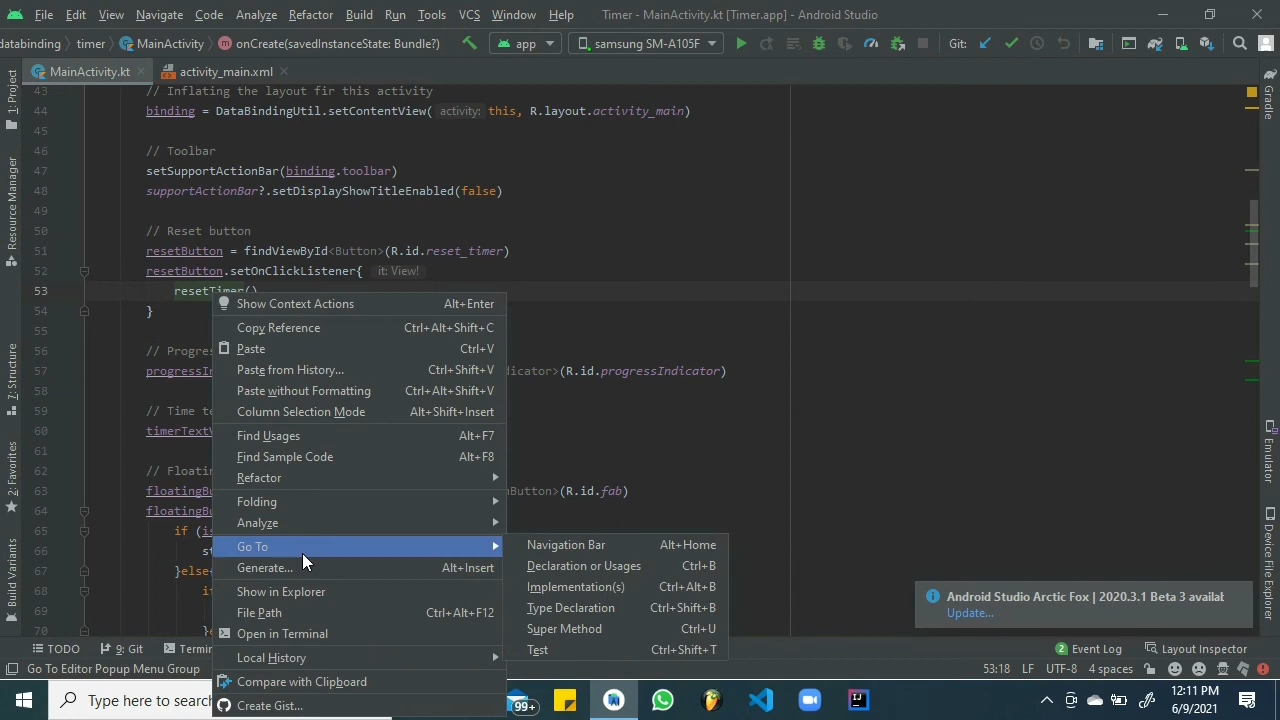 File Edit View Navigate Code Analyze Refactor Build Run Tools VCS Window Help Timer - MainActivity.kt [Timer.app] - Android Studio
databinding timer MainActivity onCreate(savedInstanceState: Bundle?) app samsung SM-A105F Git:
MainActivity.kt activity_main.xml
43 // Inflating the layout fir this activity
44 binding = DataBindingUtil.setContentView( activity: this, R.layout.activity_main)
45
46 // Toolbar
47 setSupportActionBar(binding.toolbar)
48 supportActionBar?.setDisplayShowTitleEnabled(false)
49
50 // Reset button
51 resetButton = findViewById<Button>(R.id.reset_timer)
52 resetButton.setOnClickListener{ it: View!
53 resetTimer()
54 }
55
56 // Progre
57 progressIn dicator>(R.id.progressIndicator)
58
59 // Time te
60 timerTextV
61
62 // Floatin
63 floatingBu nButton>(R.id.fab)
64 floatingBu
65 if (is
66 st
67 }else
68 if
69
70 }e
Show Context Actions Alt+Enter
Copy Reference Ctrl+Alt+Shift+C
Paste Ctrl+V
Paste from History... Ctrl+Shift+V
Paste without Formatting Ctrl+Alt+Shift+V
Column Selection Mode Alt+Shift+Insert
Find Usages Alt+F7
Find Sample Code Alt+F8
Refactor
Folding
Analyze
Go To
Generate... Alt+Insert
Show in Explorer
File Path Ctrl+Alt+F12
Open in Terminal
Local History
Compare with Clipboard
Create Gist...
Navigation Bar Alt+Home
Declaration or Usages Ctrl+B
Implementation(s) Ctrl+Alt+B
Type Declaration Ctrl+Shift+B
Super Method Ctrl+U
Test Ctrl+Shift+T
1: Project
Resource Manager
7: Structure
2: Favorites
Build Variants
Gradle
Emulator
Device File Explorer
Android Studio Arctic Fox | 2020.3.1 Beta 3 availat
Update...
TODO 9: Git Termin 2 Event Log Layout Inspector
Go To Editor Popup Menu Group 53:18 LF UTF-8 4 spaces
Type here to search 99+ 12:11 PM
6/9/2021